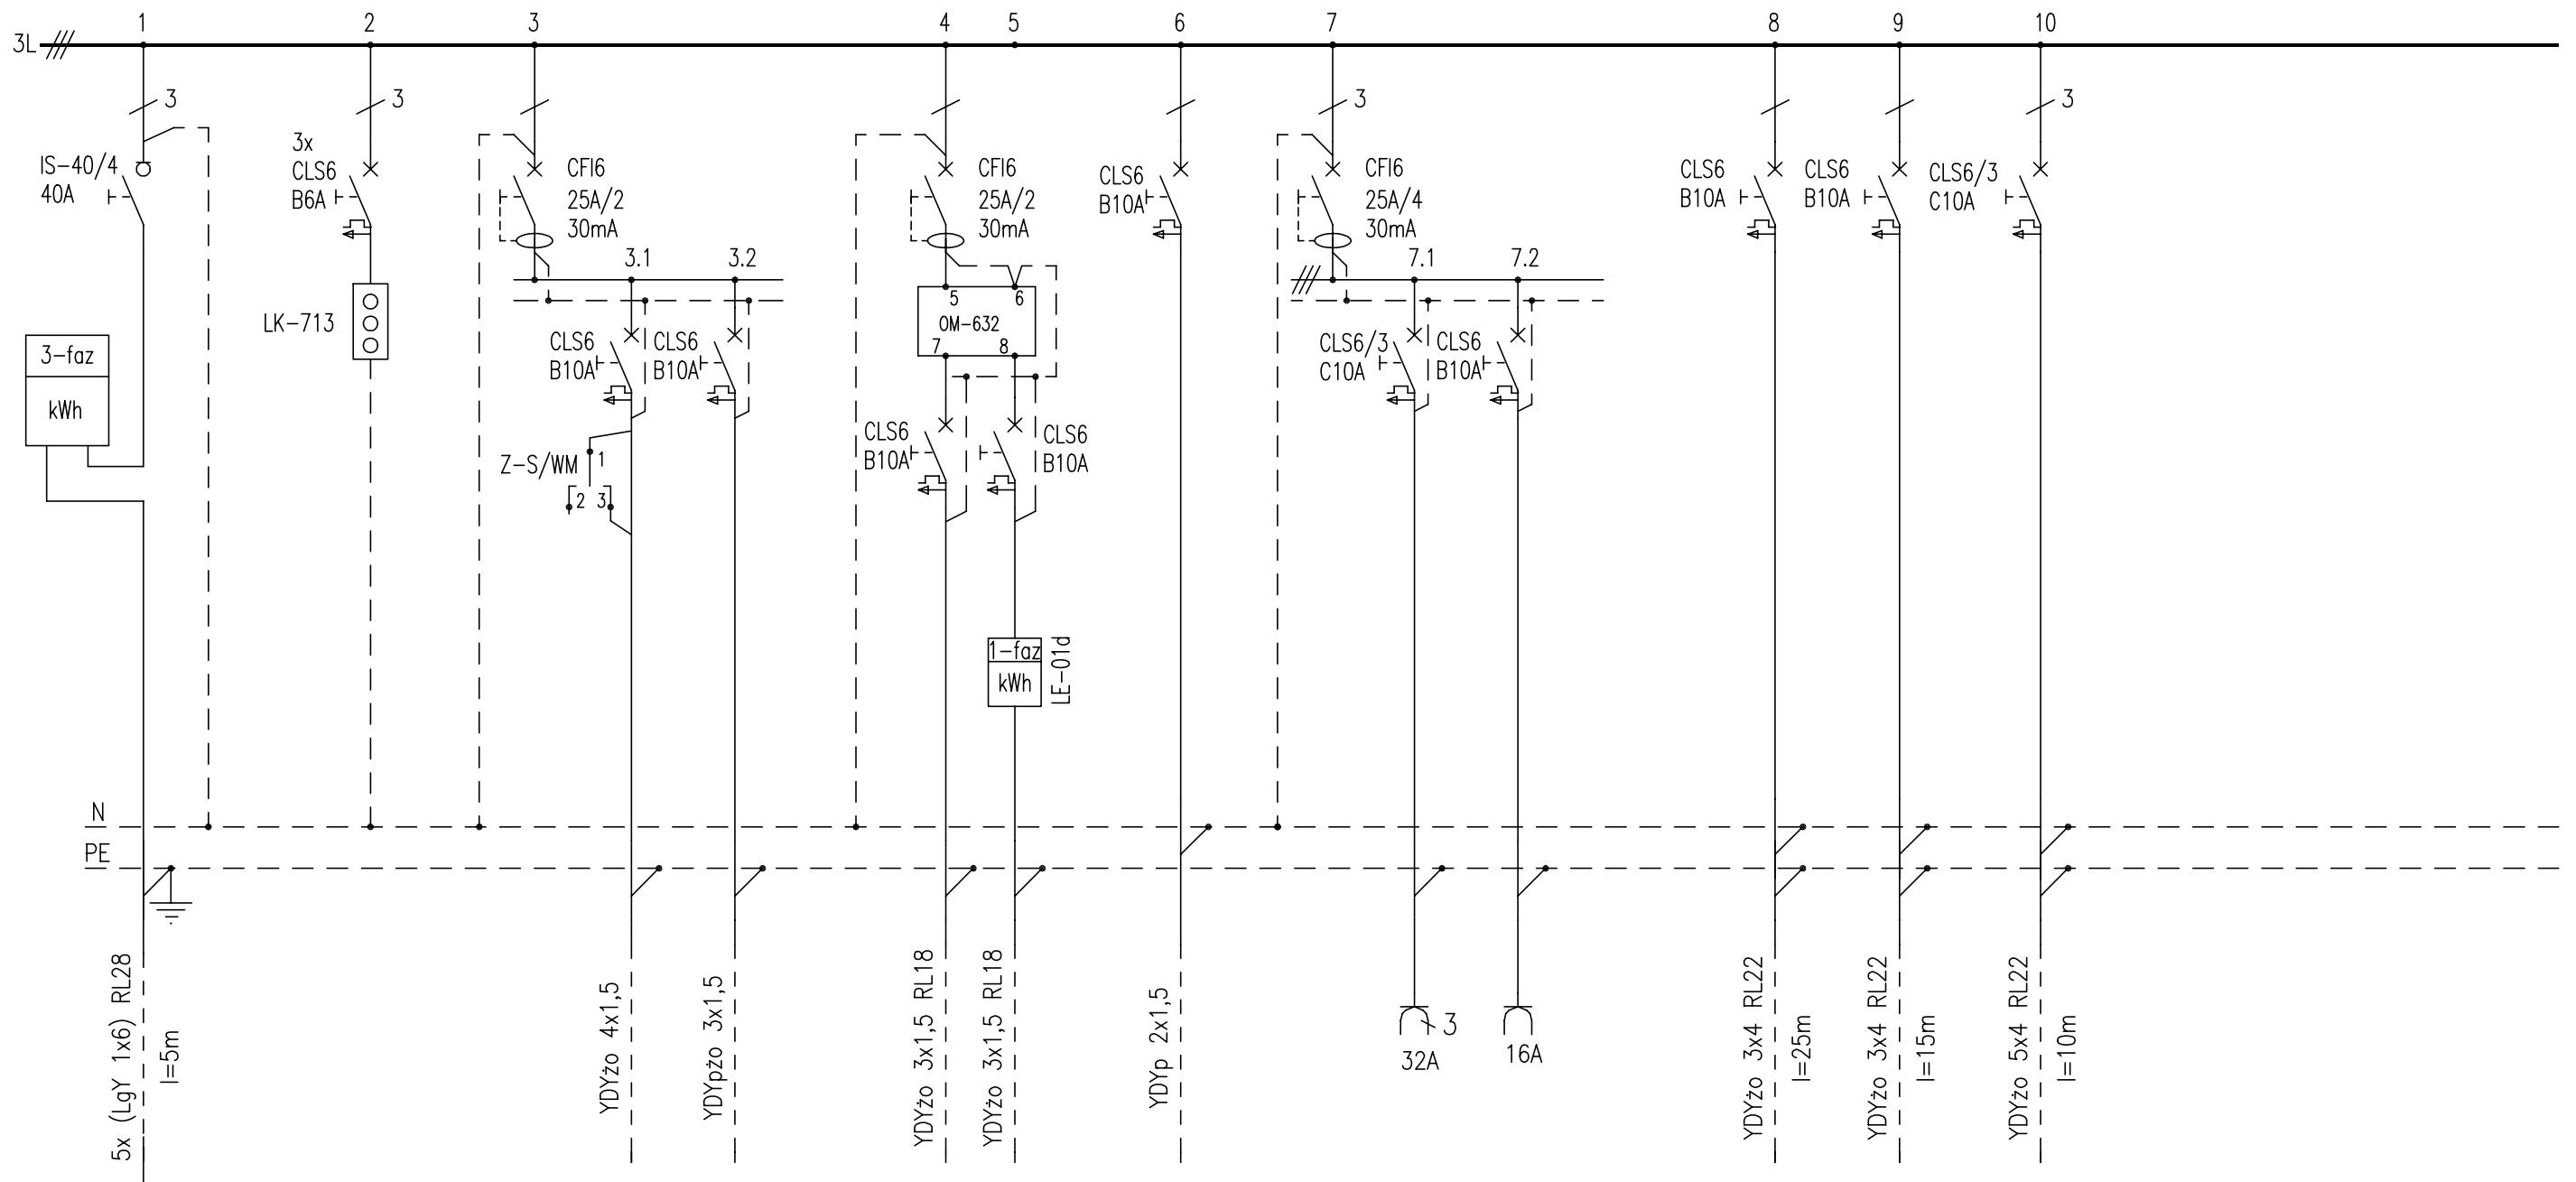 1 2 3 4 5 6 7 8 9 10
3L
3 3 3 3
IS-40/4
40A
3x
CLS6
B6A
CFI6
25A/2
30mA
CFI6
25A/2
30mA
CLS6
B10A
CFI6
25A/4
30mA
CLS6
B10A
CLS6
B10A
CLS6/3
C10A
3.1 3.2
7.1 7.2
LK-713
5 6
OM-632
7 8
3-faz
kWh
CLS6
B10A
CLS6
B10A
CLS6/3
C10A
CLS6
B10A
Z-S/WM
1
2 3
CLS6
B10A
CLS6
B10A
1-faz
kWh
LE-01d
N
PE
5x (LgY 1x6) RL28
l=5m
YDYżo 4x1,5
YDYpżo 3x1,5
YDYżo 3x1,5 RL18
YDYżo 3x1,5 RL18
YDYp 2x1,5
3
32A
16A
YDYżo 3x4 RL22
l=25m
YDYżo 3x4 RL22
l=15m
YDYżo 5x4 RL22
l=10m